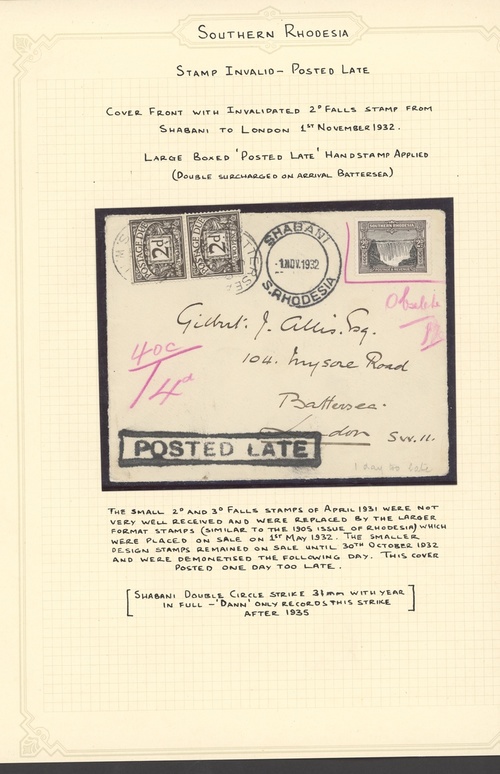 SOUTHERN RHODESIA
STAMP INVALID - POSTED LATE
COVER FRONT WITH INVALIDATED 2D FALLS STAMP FROM
SHABANI TO LONDON 1ST NOVEMBER 1932.
LARGE BOXED 'POSTED LATE' HANDSTAMP APPLIED
(DOUBLE SURCHARGED ON ARRIVAL BATTERSEA)
POSTAGE DUE
2d
POSTAGE DUE
2d
SHABANI
-1NOV.1932
S.RHODESIA
SOUTHERN RHODESIA
Obsolete
Gilbert. J. Allis. Esq.
40c
4d
104. Mysore Road
Battersea.
London S.W.11.
POSTED LATE
1 day too late
THE SMALL 2D AND 3D FALLS STAMPS OF APRIL 1931 WERE NOT
VERY WELL RECEIVED AND WERE REPLACED BY THE LARGER
FORMAT STAMPS (SIMILAR TO THE 1905 ISSUE OF RHODESIA) WHICH
WERE PLACED ON SALE ON 1ST MAY 1932. THE SMALLER
DESIGN STAMPS REMAINED ON SALE UNTIL 30TH OCTOBER 1932
AND WERE DEMONETISED THE FOLLOWING DAY. THIS COVER
POSTED ONE DAY TOO LATE.
[SHABANI DOUBLE CIRCLE STRIKE 31mm WITH YEAR
IN FULL - 'DANN' ONLY RECORDS THIS STRIKE
AFTER 1935]